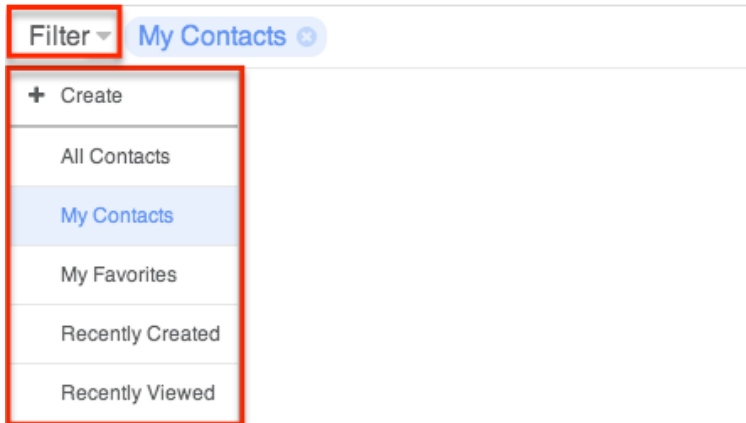 Filter My Contacts
+ Create
All Contacts
My Contacts
My Favorites
Recently Created
Recently Viewed